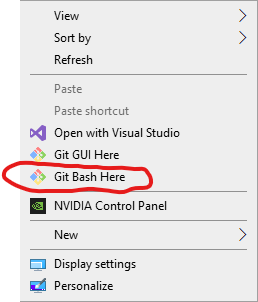 View
Sort by
Refresh
Paste
Paste shortcut
Open with Visual Studio
Git GUI Here
Git Bash Here
NVIDIA Control Panel
New
Display settings
Personalize